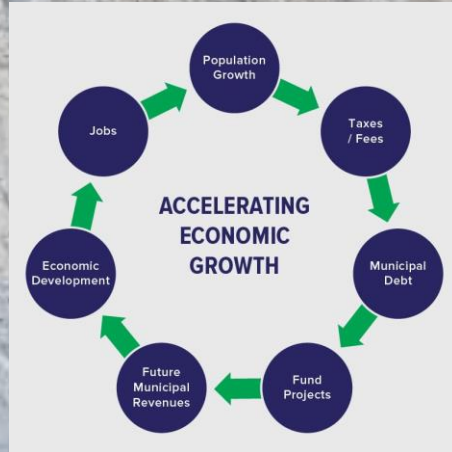 Population
Growth
Taxes
/ Fees
Municipal
Debt
Fund
Projects
Future
Municipal
Revenues
Economic
Development
Jobs
ACCELERATING
ECONOMIC
GROWTH